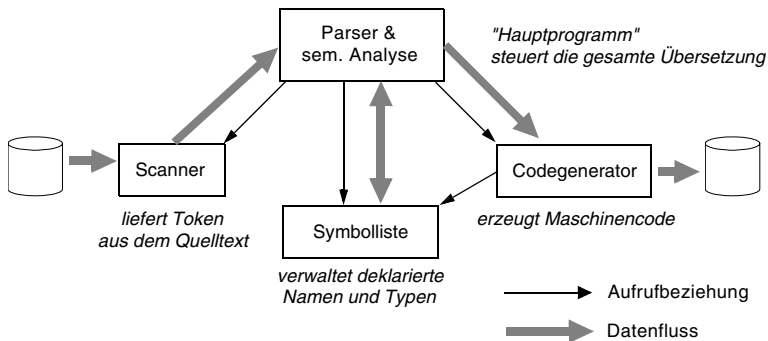 Parser &
sem. Analyse
"Hauptprogramm"
steuert die gesamte Übersetzung
Scanner
Codegenerator
liefert Token
aus dem Quelltext
Symbolliste
erzeugt Maschinencode
verwaltet deklarierte
Namen und Typen
Aufrufbeziehung
Datenfluss